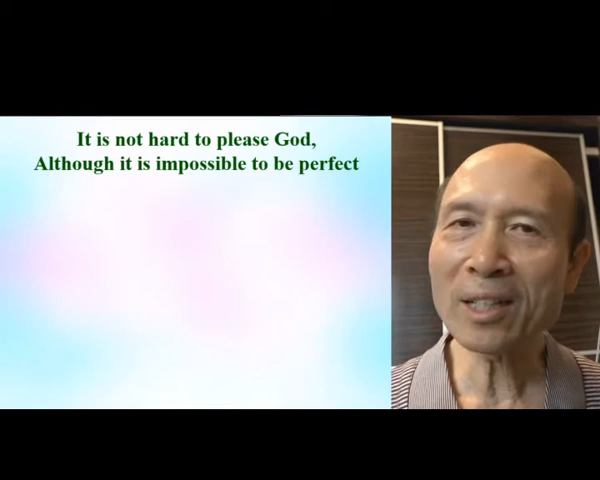 It is not hard to please God,
Although it is impossible to be perfect